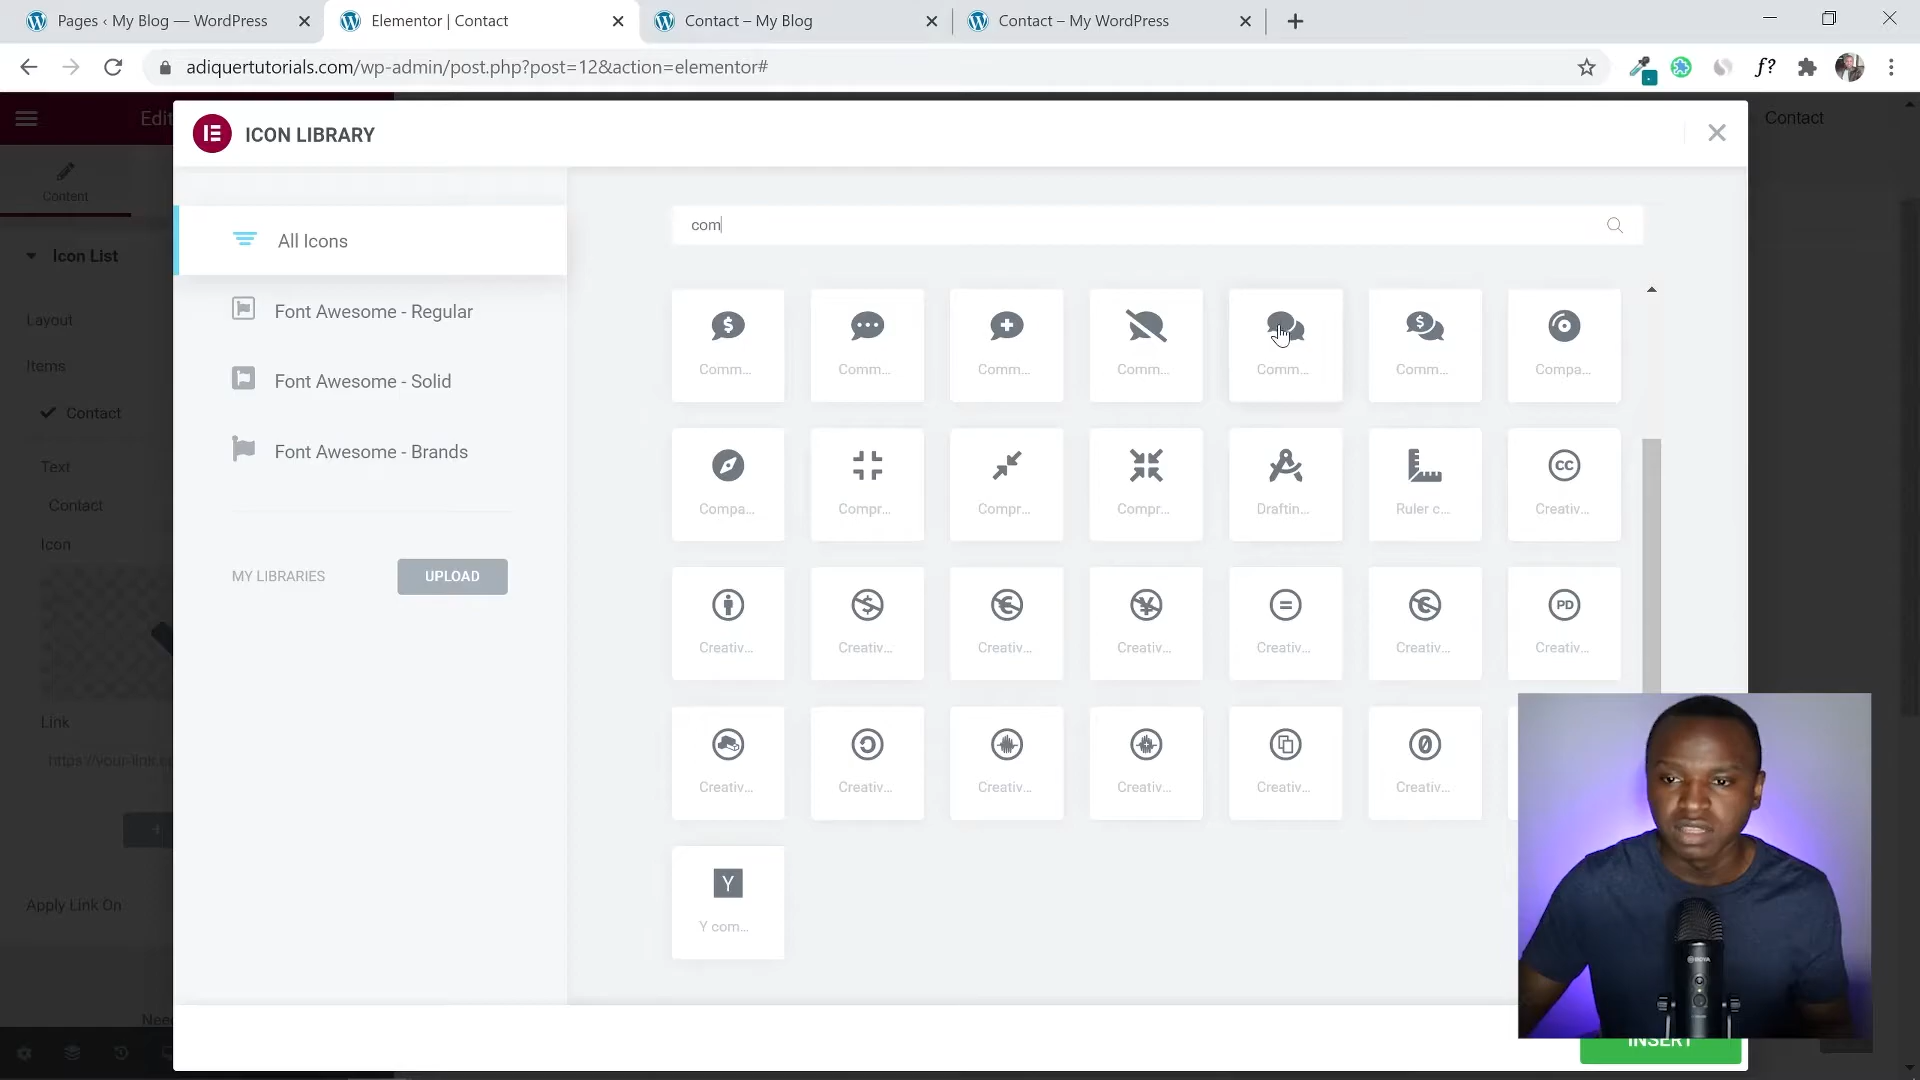 Pages ‹ My Blog — WordPress
Elementor | Contact
Contact – My Blog
Contact – My WordPress
adiquertutorials.com/wp-admin/post.php?post=12&action=elementor#
f?
Edit
ICON LIBRARY
Contact
Content
All Icons
com
Icon List
Font Awesome - Regular
Layout
Comm...
Comm...
Comm...
Comm...
Comm...
Comm...
Compa...
Items
Font Awesome - Solid
Contact
Font Awesome - Brands
Text
Contact
Compa...
Compr...
Compr...
Compr...
Draftin...
Ruler c...
CC
Creativ...
Icon
MY LIBRARIES
UPLOAD
PD
Creativ...
Creativ...
Creativ...
Creativ...
Creativ...
Creativ...
Creativ...
Link
https://your-link.c
Creativ...
Creativ...
Creativ...
Creativ...
Creativ...
Creativ...
Apply Link On
Y
Y com...
BOYA
Need
INSERT